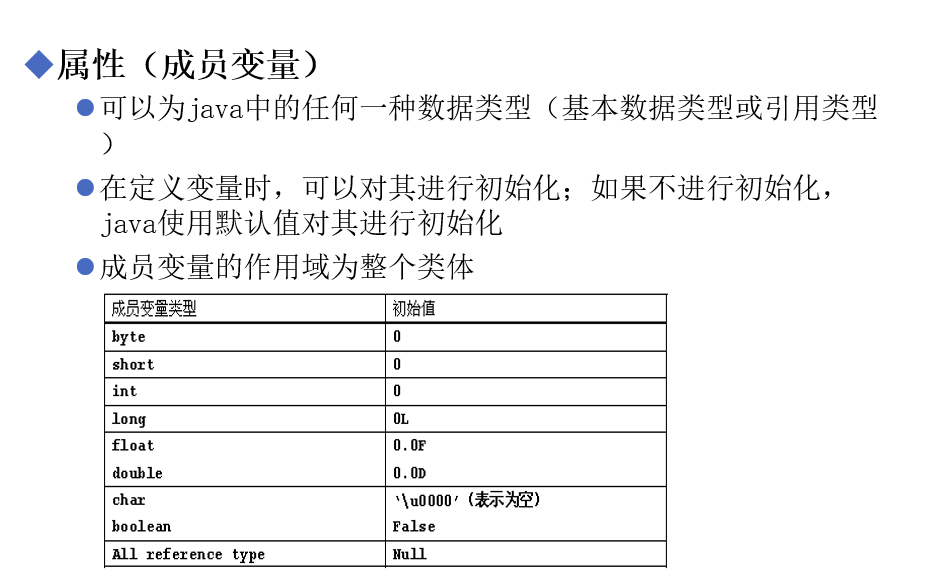 属性（成员变量）
可以为java中的任何一种数据类型（基本数据类型或引用类型
）
在定义变量时，可以对其进行初始化；如果不进行初始化，
java使用默认值对其进行初始化
成员变量的作用域为整个类体
成员变量类型 初始值
byte 0
short 0
int 0
long 0L
float 0.0F
double 0.0D
char '\u0000'（表示为空）
boolean False
All reference type Null